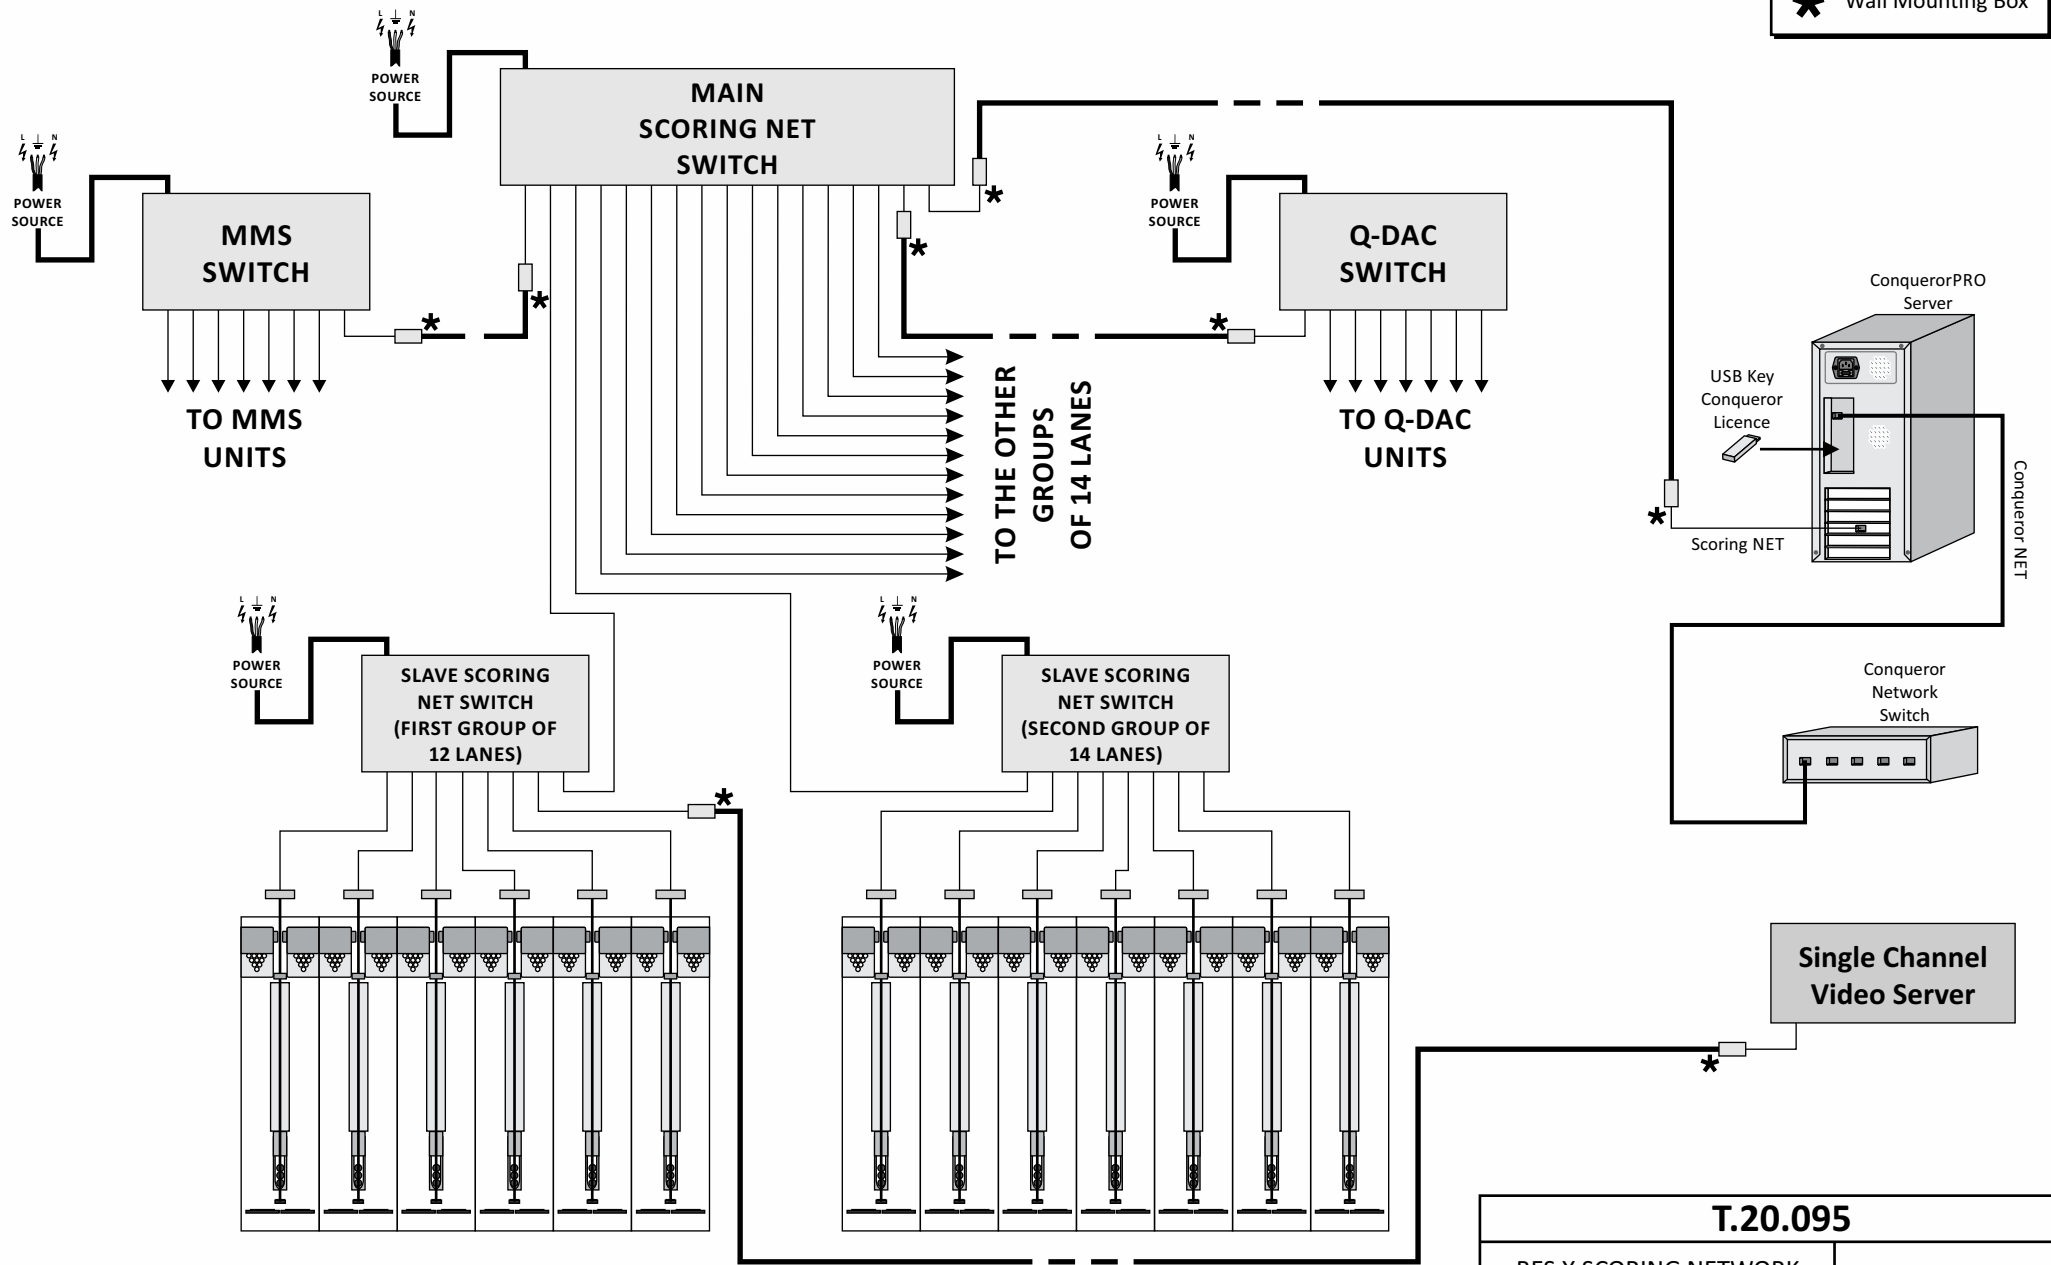 * Wall Mounting Box
L N
POWER
SOURCE
MAIN
SCORING NET
SWITCH
L N
POWER
SOURCE
MMS
SWITCH
*
*
TO MMS
UNITS
*
*
L N
POWER
SOURCE
Q-DAC
SWITCH
*
TO Q-DAC
UNITS
TO THE OTHER
GROUPS
OF 14 LANES
ConquerorPRO
Server
USB Key
Conqueror
Licence
*
Scoring NET
Conqueror NET
L N
POWER
SOURCE
SLAVE SCORING
NET SWITCH
(FIRST GROUP OF
12 LANES)
*
L N
POWER
SOURCE
SLAVE SCORING
NET SWITCH
(SECOND GROUP OF
14 LANES)
Conqueror
Network
Switch
Single Channel
Video Server
*
T.20.095